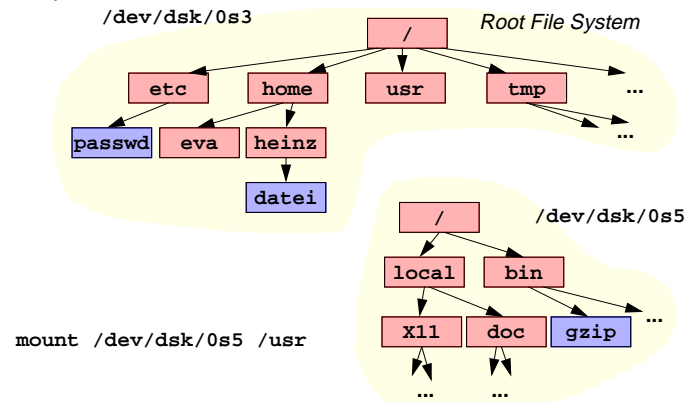 /dev/dsk/0s3
Root File System
/
etc home usr tmp ...
passwd eva heinz ...
datei
/ /dev/dsk/0s5
local bin
...
mount /dev/dsk/0s5 /usr X11 doc gzip
... ...